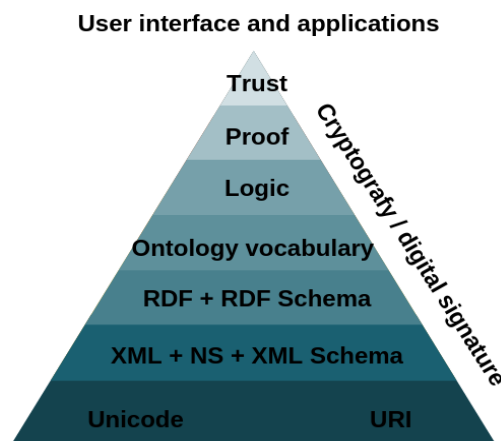 User interface and applications
Trust
Proof
Logic
Ontology vocabulary
RDF + RDF Schema
XML + NS + XML Schema
Unicode URI
Cryptografy / digital signature